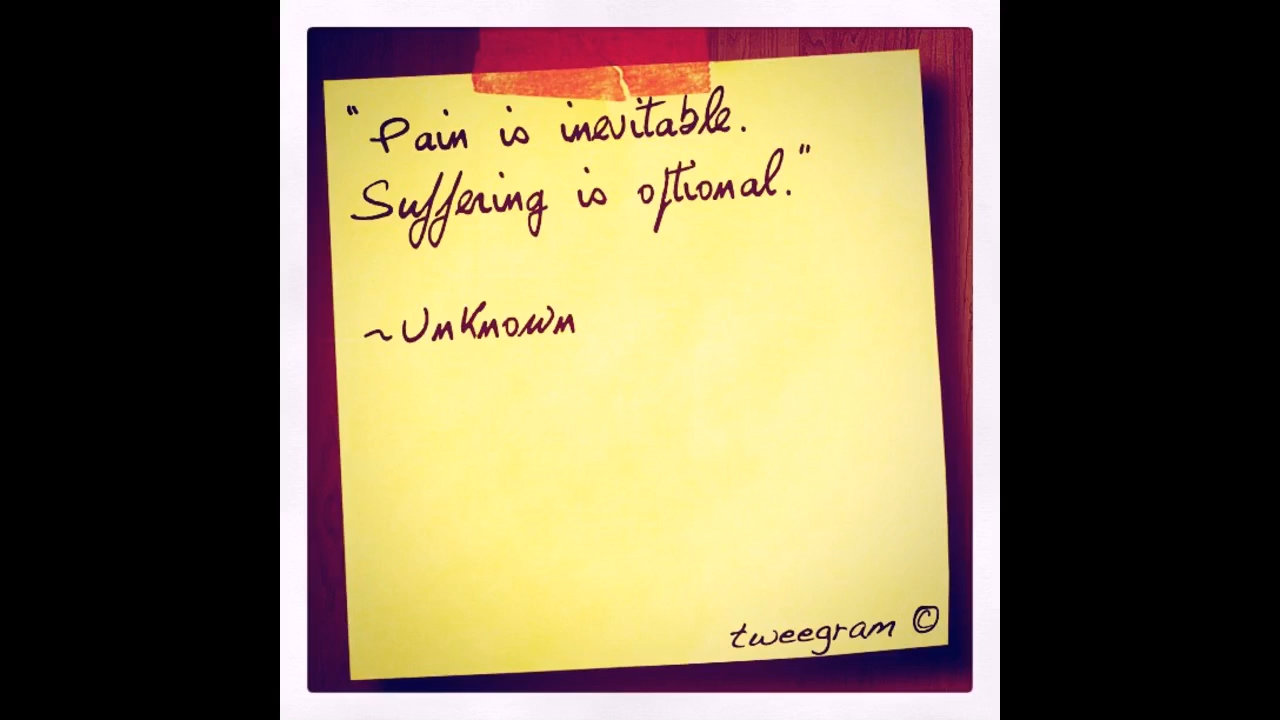 "Pain is inevitable.
Suffering is optional."
~Unknown
tweegram ©